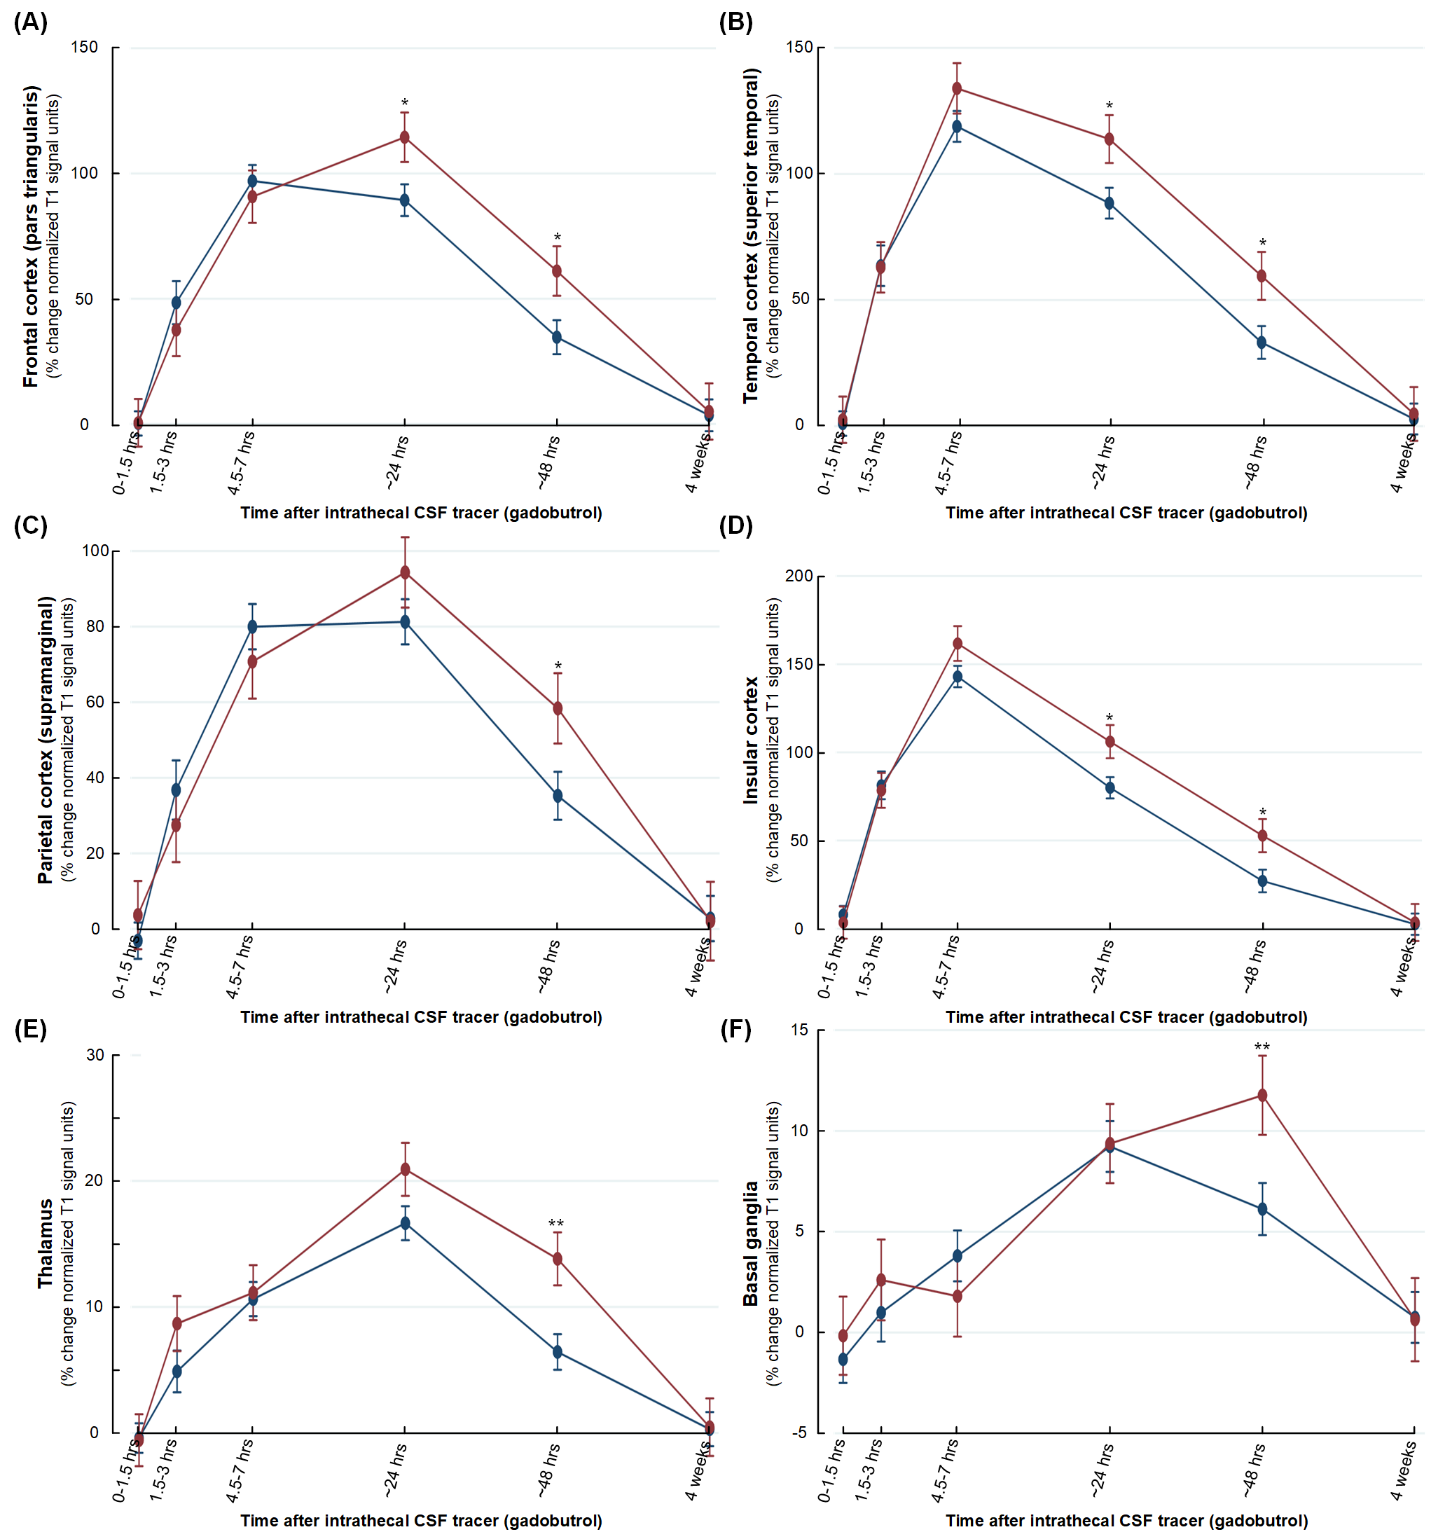 (A)
Frontal cortex (pars triangularis)
(% change normalized T1 signal units)
150
100
50
0
*
*
0-1.5 hrs
1.5-3 hrs
4.5-7 hrs
~24 hrs
~48 hrs
4 weeks
Time after intrathecal CSF tracer (gadobutrol)
(B)
Temporal cortex (superior temporal)
(% change normalized T1 signal units)
150
100
50
0
*
*
0-1.5 hrs
1.5-3 hrs
4.5-7 hrs
~24 hrs
~48 hrs
4 weeks
Time after intrathecal CSF tracer (gadobutrol)
(C)
Parietal cortex (supramarginal)
(% change normalized T1 signal units)
100
80
60
40
20
0
*
0-1.5 hrs
1.5-3 hrs
4.5-7 hrs
~24 hrs
~48 hrs
4 weeks
Time after intrathecal CSF tracer (gadobutrol)
(D)
Insular cortex
(% change normalized T1 signal units)
200
150
100
50
0
*
*
0-1.5 hrs
1.5-3 hrs
4.5-7 hrs
~24 hrs
~48 hrs
4 weeks
Time after intrathecal CSF tracer (gadobutrol)
(E)
Thalamus
(% change normalized T1 signal units)
30
20
10
0
**
0-1.5 hrs
1.5-3 hrs
4.5-7 hrs
~24 hrs
~48 hrs
4 weeks
Time after intrathecal CSF tracer (gadobutrol)
(F)
Basal ganglia
(% change normalized T1 signal units)
15
10
5
0
-5
**
0-1.5 hrs
1.5-3 hrs
4.5-7 hrs
~24 hrs
~48 hrs
4 weeks
Time after intrathecal CSF tracer (gadobutrol)